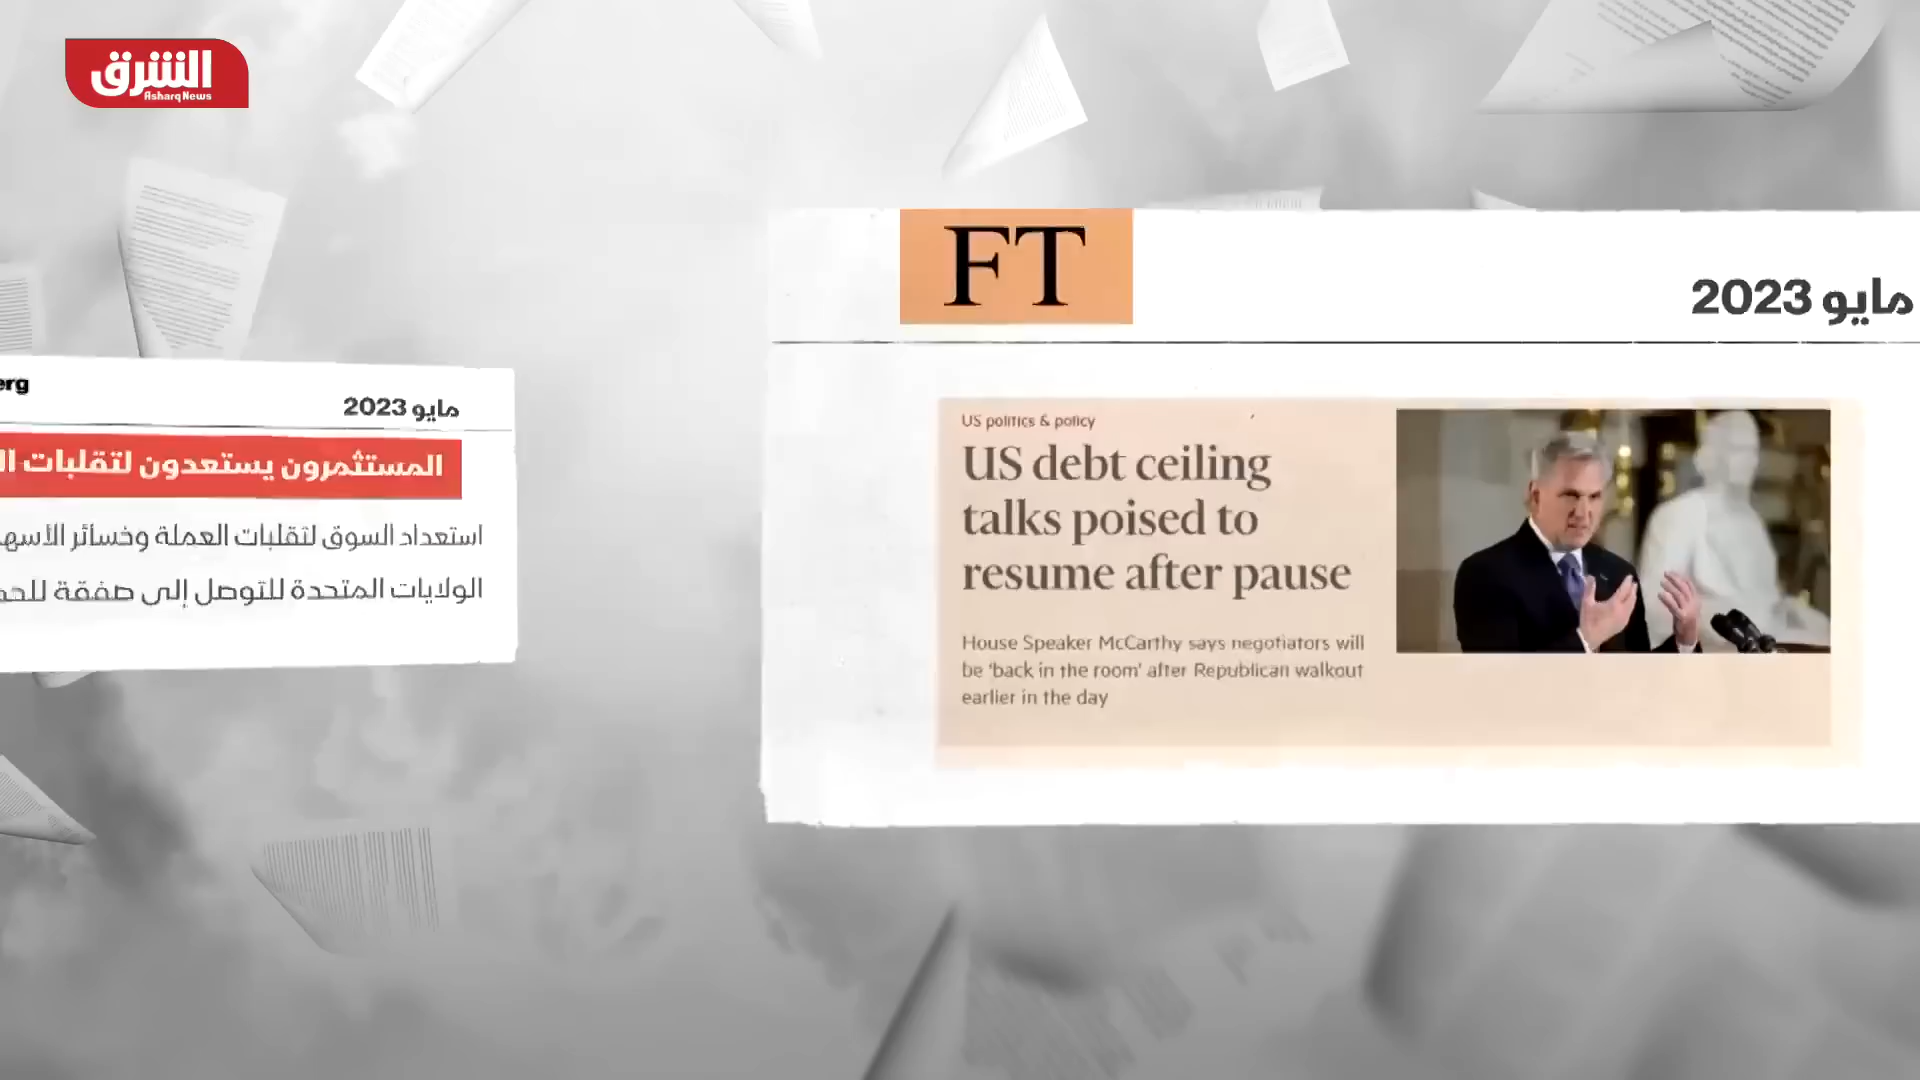 الشرق
Asharq News
erg
مايو 2023
المستثمرون يستعدون لتقلبات
استعداد السوق لتقلبات العملة وخسائر
الولايات المتحدة للتوصل إلى صفقة
FT
مايو 2023
US politics & policy
US debt ceiling
talks poised to
resume after pause
House Speaker McCarthy says negotiators will
be ‘back in the room’ after Republican walkout
earlier in the day